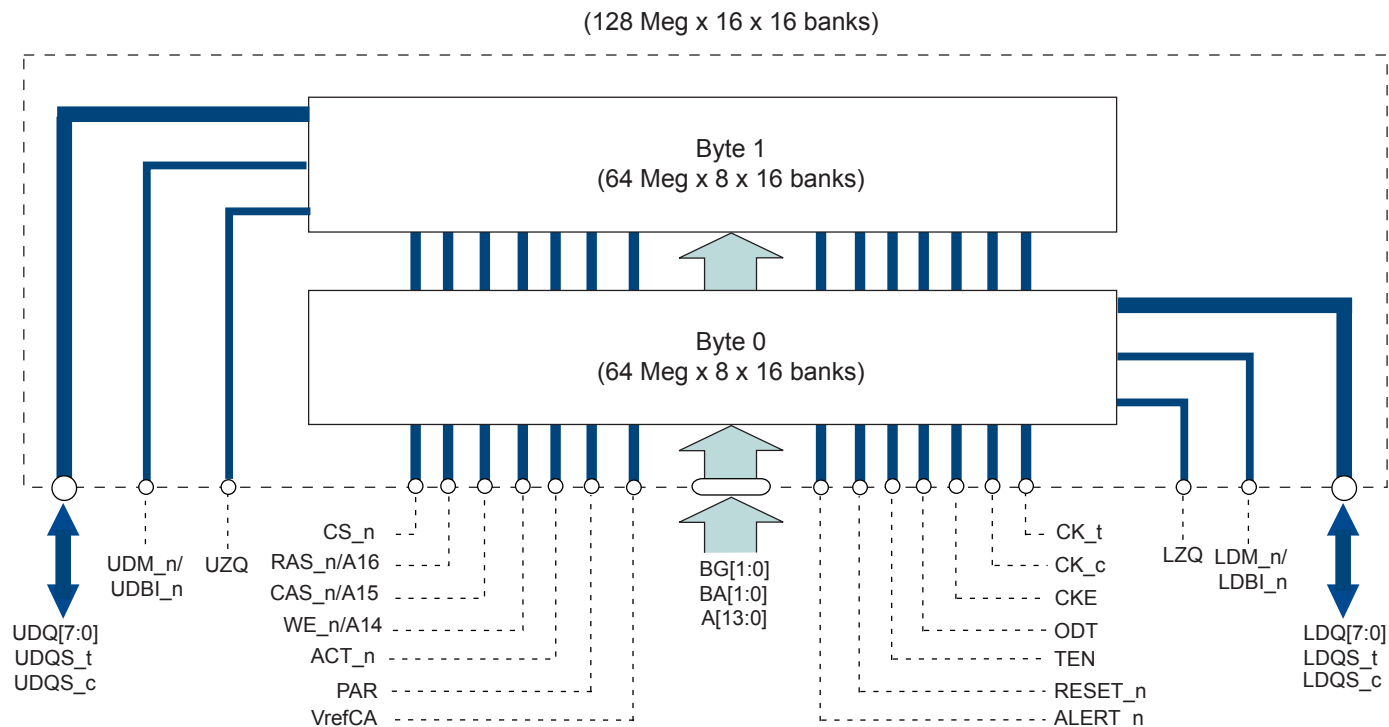 (128 Meg x 16 x 16 banks)
Byte 1
(64 Meg x 8 x 16 banks)
Byte 0
(64 Meg x 8 x 16 banks)
UDQ[7:0]
UDQS_t
UDQS_c
UDM_n/
UDBI_n
UZQ
CS_n
RAS_n/A16
CAS_n/A15
WE_n/A14
ACT_n
PAR
VrefCA
BG[1:0]
BA[1:0]
A[13:0]
CK_t
CK_c
CKE
ODT
TEN
RESET_n
ALERT_n
LZQ
LDM_n/
LDBI_n
LDQ[7:0]
LDQS_t
LDQS_c